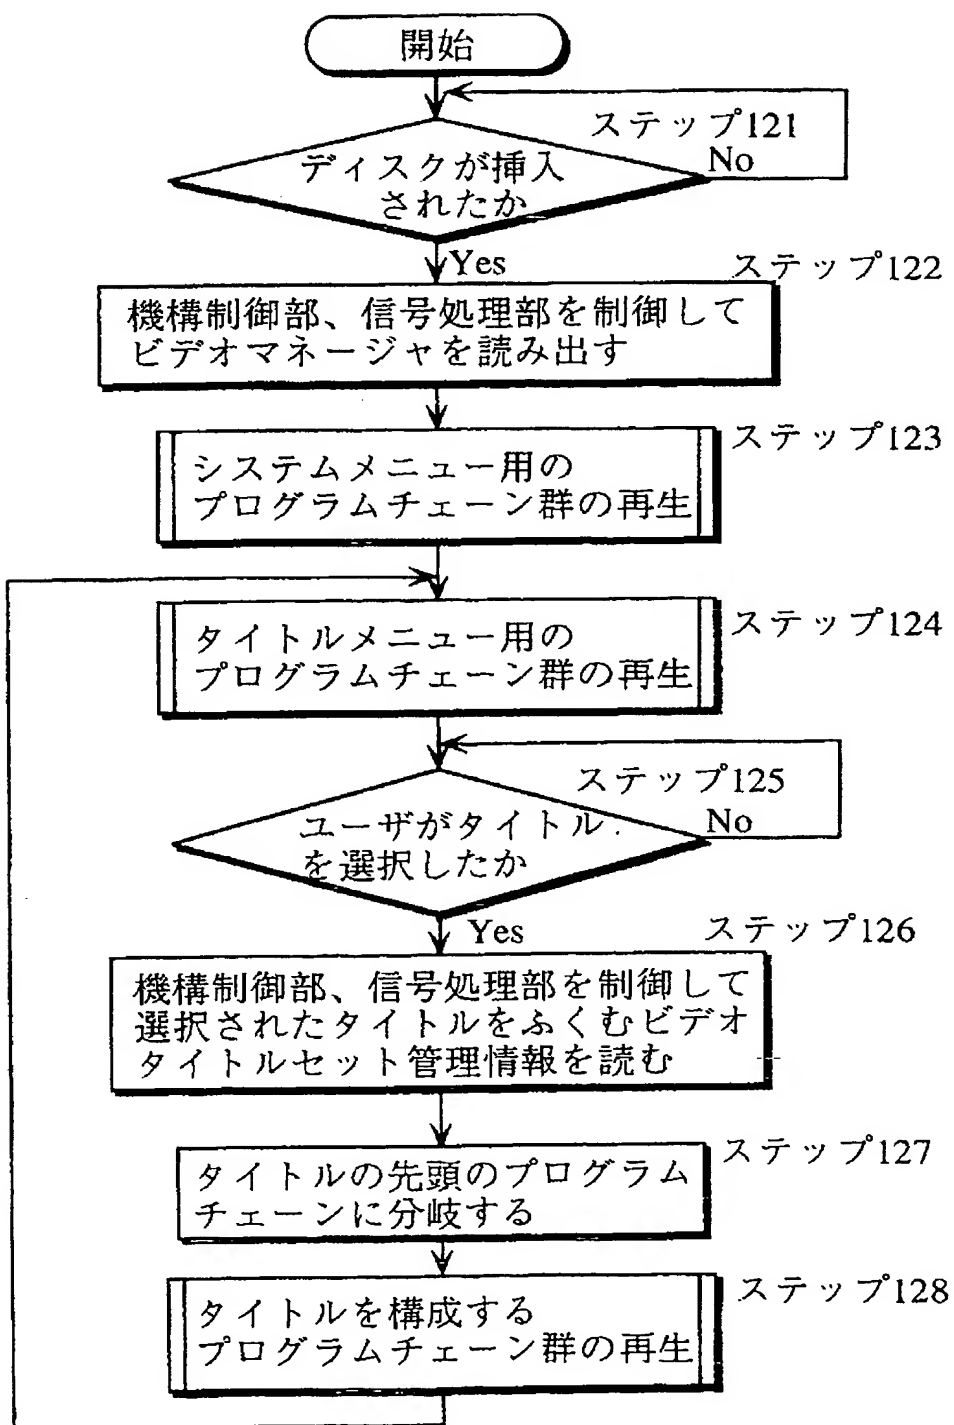 開始
ステップ121
No
ディスクが挿入
されたか
Yes
ステップ122
機構制御部、信号処理部を制御して
ビデオマネージャを読み出す
ステップ123
システムメニュー用の
プログラムチェーン群の再生
ステップ124
タイトルメニュー用の
プログラムチェーン群の再生
ステップ125
No
ユーザがタイトル
を選択したか
Yes
ステップ126
機構制御部、信号処理部を制御して
選択されたタイトルをふくむビデオ
タイトルセット管理情報を読む
ステップ127
タイトルの先頭のプログラム
チェーンに分岐する
ステップ128
タイトルを構成する
プログラムチェーン群の再生